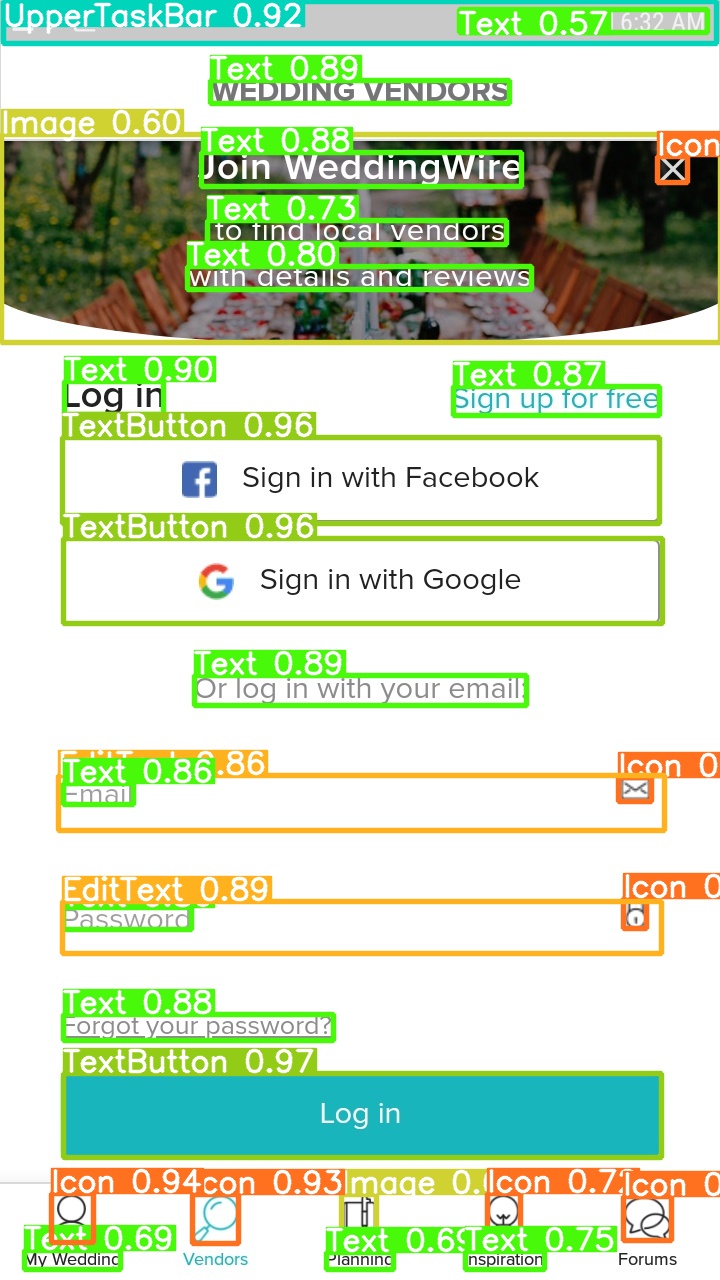 UpperTaskBar 0.92
Text 0.57
6:32 AM
Text 0.89
WEDDING VENDORS
Image 0.60
Text 0.88
Icon
Join WeddingWire
Text 0.73
to find local vendors
Text 0.80
with details and reviews
Text 0.90
Text 0.87
Log in
Sign up for free
TextButton 0.96
Sign in with Facebook
TextButton 0.96
Sign in with Google
Text 0.89
Or log in with your email:
Text 0.86
Icon 0
Email
EditText 0.89
Icon 0
Password
Text 0.88
Forgot your password?
TextButton 0.97
Log in
Icon 0.94
Icon 0.93
Image 0.
Icon 0.7
Icon 0
Text 0.69
Text 0.69
Text 0.75
My Wedding
Vendors
Planning
Inspiration
Forums